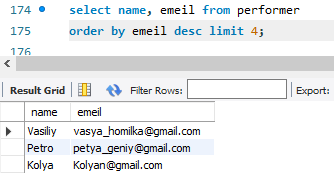 174 select name, emeil from performer
175 order by emeil desc limit 4;
176
Result Grid Filter Rows: Export:
name emeil
Vasiliy vasya_homilka@gmail.com
Petro petya_geniy@gmail.com
Kolya Kolyan@gmail.com